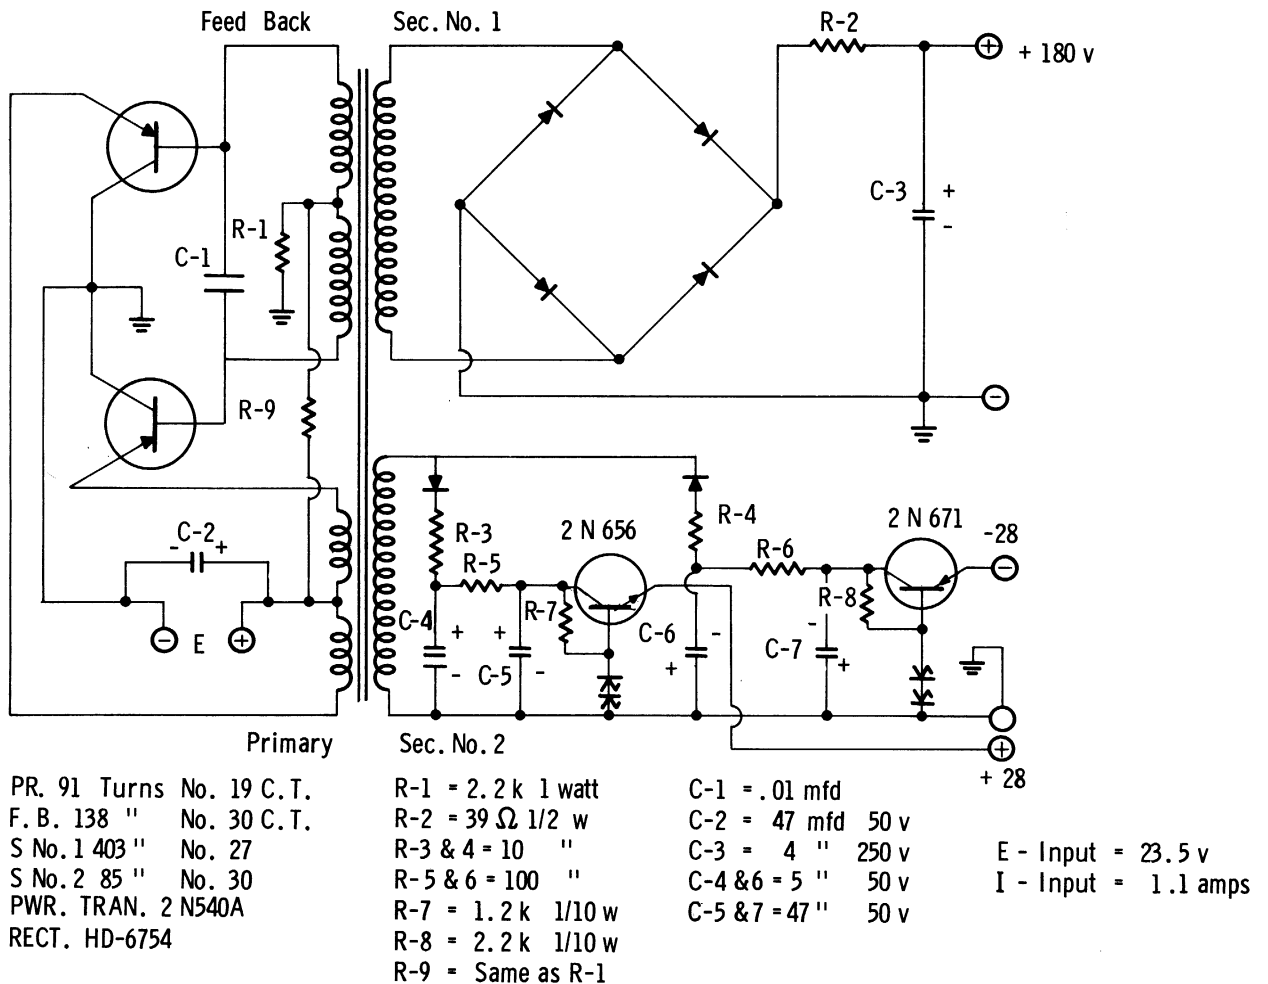 Feed Back
Sec. No. 1
R-2
+ 180 v
C-3
+
-
R-1
C-1
R-9
C-2
- +
E
R-3
R-5
2 N 656
R-4
2 N 671
-28
R-6
R-7
R-8
C-4
+
-
+
C-5
-
C-6
-
+
C-7
-
+
+ 28
Primary
Sec. No. 2
PR. 91 Turns No. 19 C.T.
F. B. 138 " No. 30 C.T.
S No. 1 403 " No. 27
S No. 2 85 " No. 30
PWR. TRAN. 2 N540A
RECT. HD-6754
R-1 = 2.2 k 1 watt
R-2 = 39 Ω 1/2 w
R-3 & 4 = 10 "
R-5 & 6 = 100 "
R-7 = 1.2 k 1/10 w
R-8 = 2.2 k 1/10 w
R-9 = Same as R-1
C-1 = .01 mfd
C-2 = 47 mfd 50 v
C-3 = 4 " 250 v
C-4 & 6 = 5 " 50 v
C-5 & 7 = 47 " 50 v
E - Input = 23.5 v
I - Input = 1.1 amps